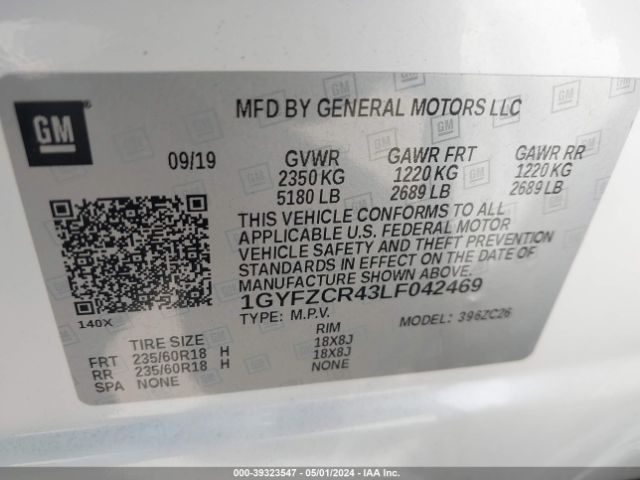 GM
MFD BY GENERAL MOTORS LLC
09/19 GVWR GAWR FRT GAWR RR
2350 KG 1220 KG 1220 KG
5180 LB 2689 LB 2689 LB
THIS VEHICLE CONFORMS TO ALL
APPLICABLE U.S. FEDERAL MOTOR
VEHICLE SAFETY AND THEFT PREVENTION
STANDARDS IN EFFECT ON THE DATE OF
MANUFACTURE SHOWN ABOVE.
1GYFZCR43LF042469
TYPE: M.P.V. MODEL: 396ZC26
140X
TIRE SIZE RIM
FRT 235/60R18 H 18X8J
RR 235/60R18 H 18X8J
SPA NONE NONE
000 - 39323547 - 05/01/2024 - IAA Inc.